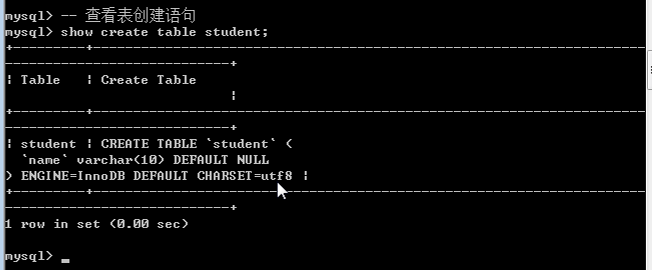 mysql> -- 查看表创建语句
mysql> show create table student;
+---------+---------------------------------------------------------------------
----------------------------+
| Table   | Create Table
                            |
+---------+---------------------------------------------------------------------
----------------------------+
| student | CREATE TABLE `student` (
  `name` varchar(10) DEFAULT NULL
) ENGINE=InnoDB DEFAULT CHARSET=utf8 |
+---------+---------------------------------------------------------------------
----------------------------+
1 row in set (0.00 sec)
mysql> _